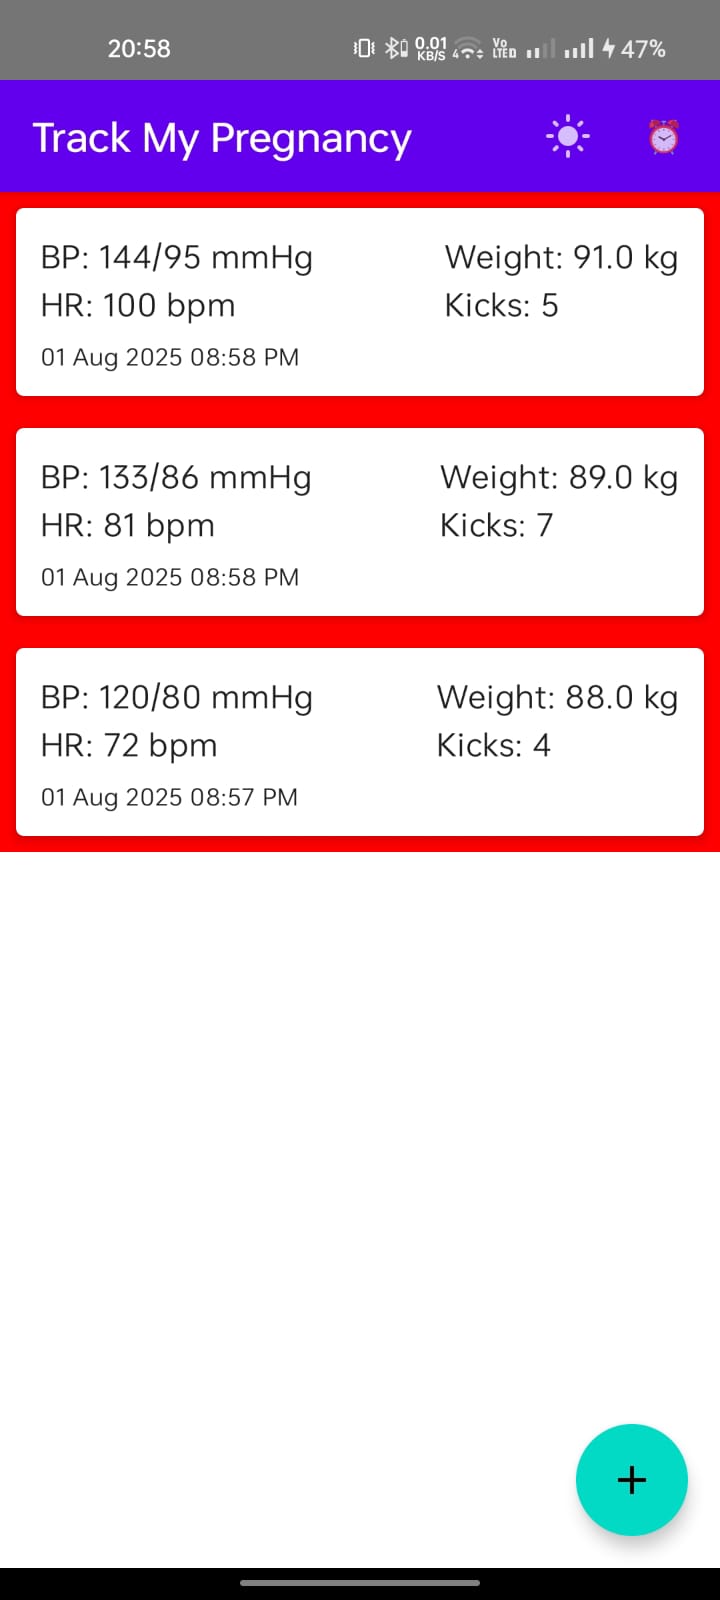 20:58 0.01 KB/S 4 Vo LTE D 47%
Track My Pregnancy
BP: 144/95 mmHg Weight: 91.0 kg
HR: 100 bpm Kicks: 5
01 Aug 2025 08:58 PM
BP: 133/86 mmHg Weight: 89.0 kg
HR: 81 bpm Kicks: 7
01 Aug 2025 08:58 PM
BP: 120/80 mmHg Weight: 88.0 kg
HR: 72 bpm Kicks: 4
01 Aug 2025 08:57 PM
+